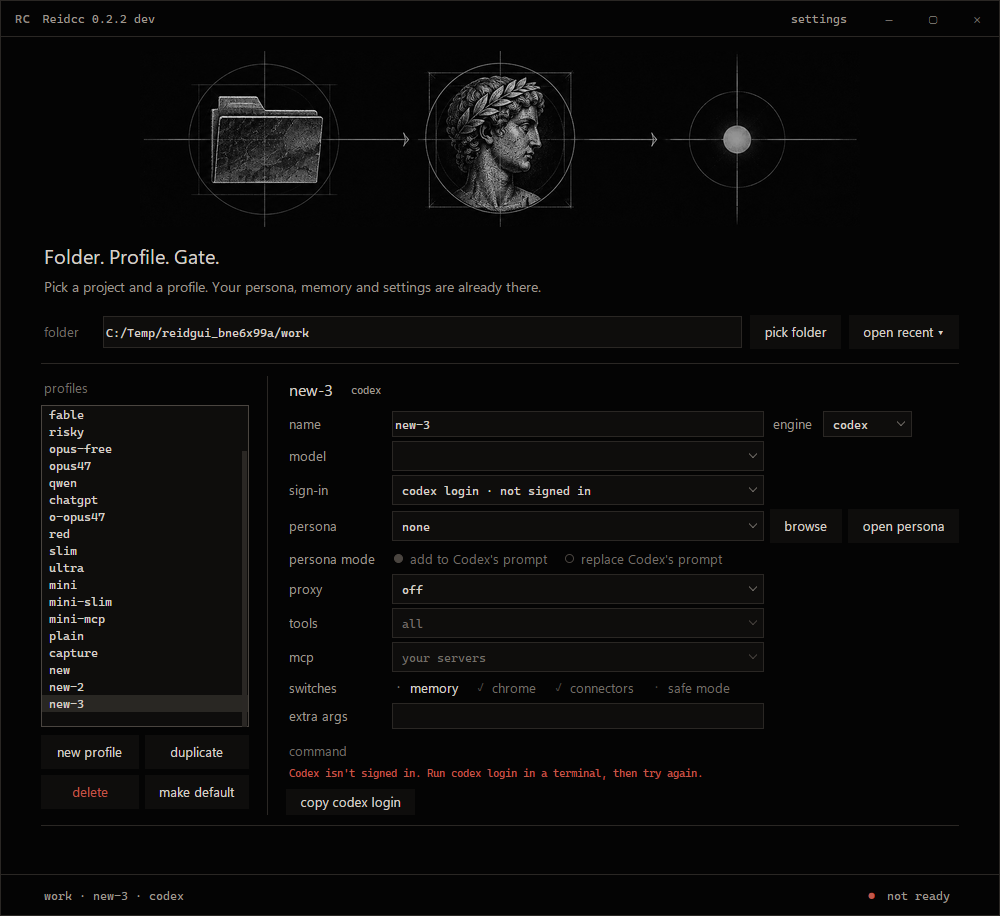 RC Reidcc 0.2.2 dev settings
Folder. Profile. Gate.
Pick a project and a profile. Your persona, memory and settings are already there.
folder C:/Temp/reidgui_bne6x99a/work pick folder open recent ▾
profiles
fable
risky
opus-free
opus47
qwen
chatgpt
o-opus47
red
slim
ultra
mini
mini-slim
mini-mcp
plain
capture
new
new-2
new-3
new profile duplicate
delete make default
new-3 codex
name new-3 engine codex
model
sign-in codex login · not signed in
persona none browse open persona
persona mode add to Codex's prompt replace Codex's prompt
proxy off
tools all
mcp your servers
switches · memory ✓ chrome ✓ connectors · safe mode
extra args
command
Codex isn't signed in. Run codex login in a terminal, then try again.
copy codex login
work · new-3 · codex not ready